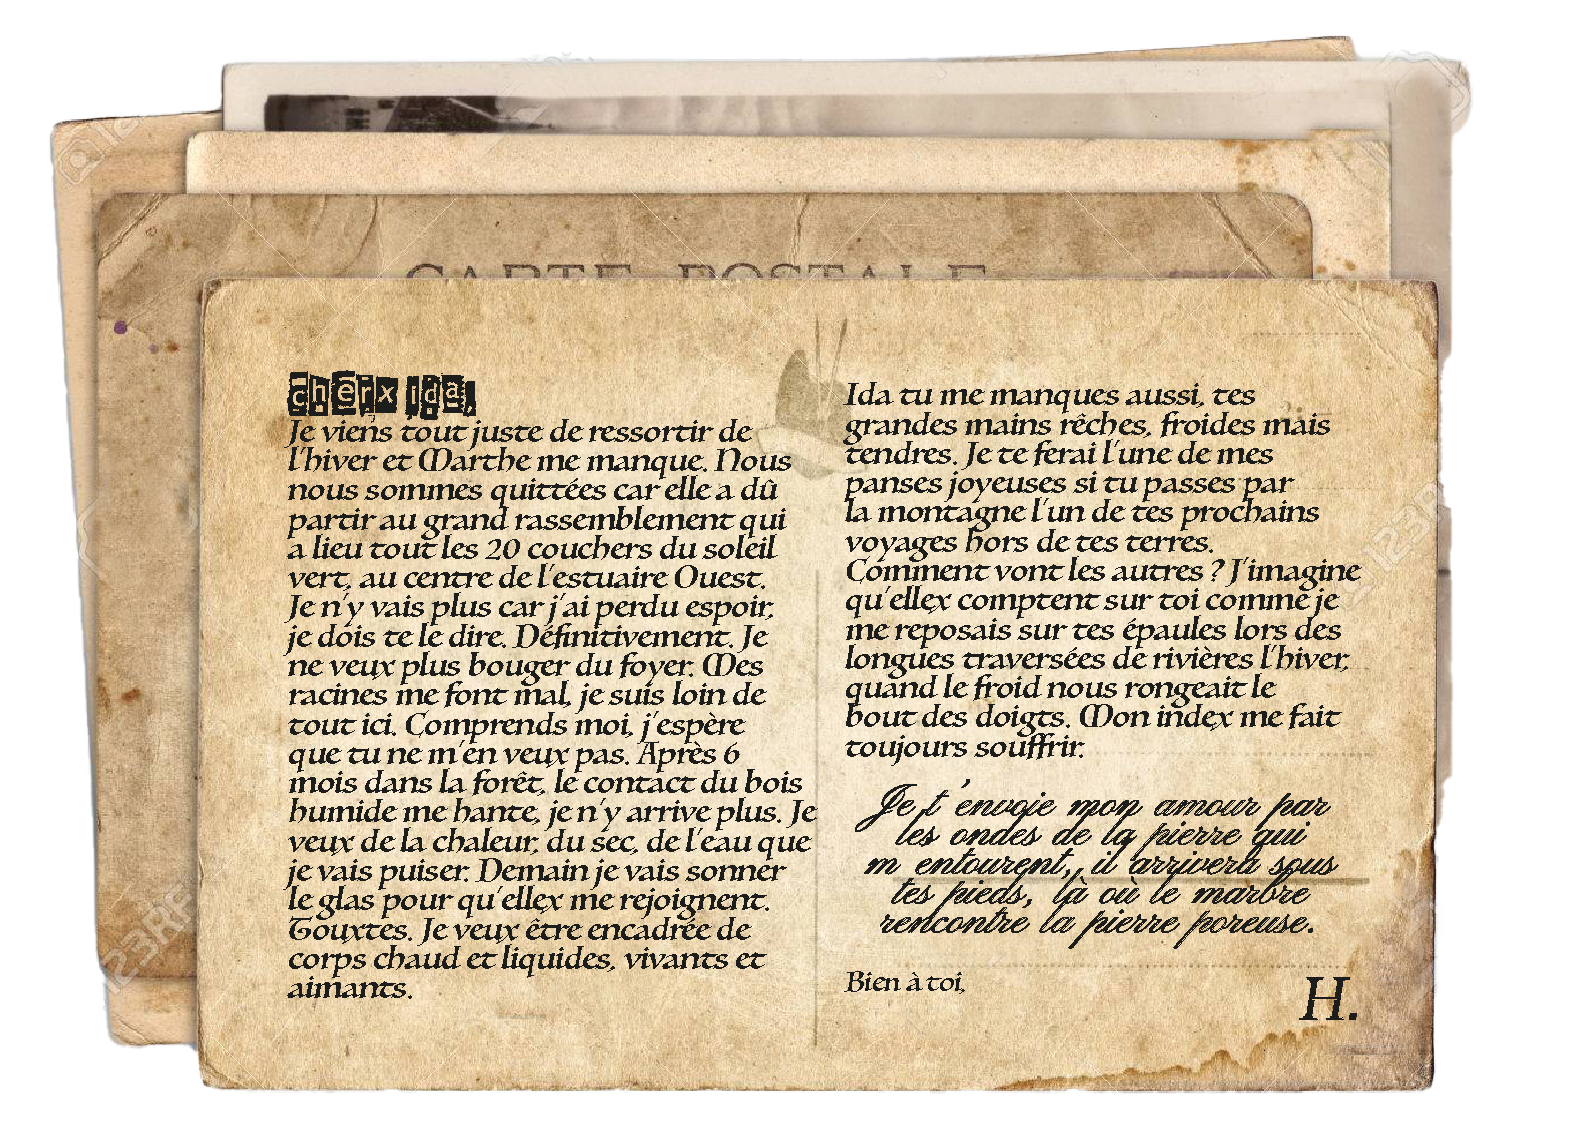 CARTE POSTALE
chèrx ida,
Je viens tout juste de ressortir de
l'hiver et Marthe me manque. Nous
nous sommes quittées car elle a dû
partir au grand rassemblement qui
a lieu tout les 20 couchers du soleil
vert, au centre de l'estuaire Ouest.
Je n'y vais plus car j'ai perdu espoir,
je dois te le dire. Définitivement. Je
ne veux plus bouger du foyer. Mes
racines me font mal, je suis loin de
tout ici. Comprends moi, j'espère
que tu ne m'en veux pas. Après 6
mois dans la forêt, le contact du bois
humide me hante, je n'y arrive plus. Je
veux de la chaleur, du sec, de l'eau que
je vais puiser. Demain je vais sonner
le glas pour qu'ellex me rejoignent.
Touxtes. Je veux être encadrée de
corps chaud et liquides, vivants et
aimants.
Ida tu me manques aussi, tes
grandes mains rêches, froides mais
tendres. Je te ferai l'une de mes
panses joyeuses si tu passes par
la montagne l'un de tes prochains
voyages hors de tes terres.
Comment vont les autres ? J'imagine
qu'ellex comptent sur toi comme je
me reposais sur tes épaules lors des
longues traversées de rivières l'hiver,
quand le froid nous rongeait le
bout des doigts. Mon index me fait
toujours souffrir.
Je t'envoie mon amour par
les ondes de la pierre qui
m entourent, il arrivera sous
tes pieds, là où le marbre
rencontre la pierre poreuse.
Bien à toi,
H.